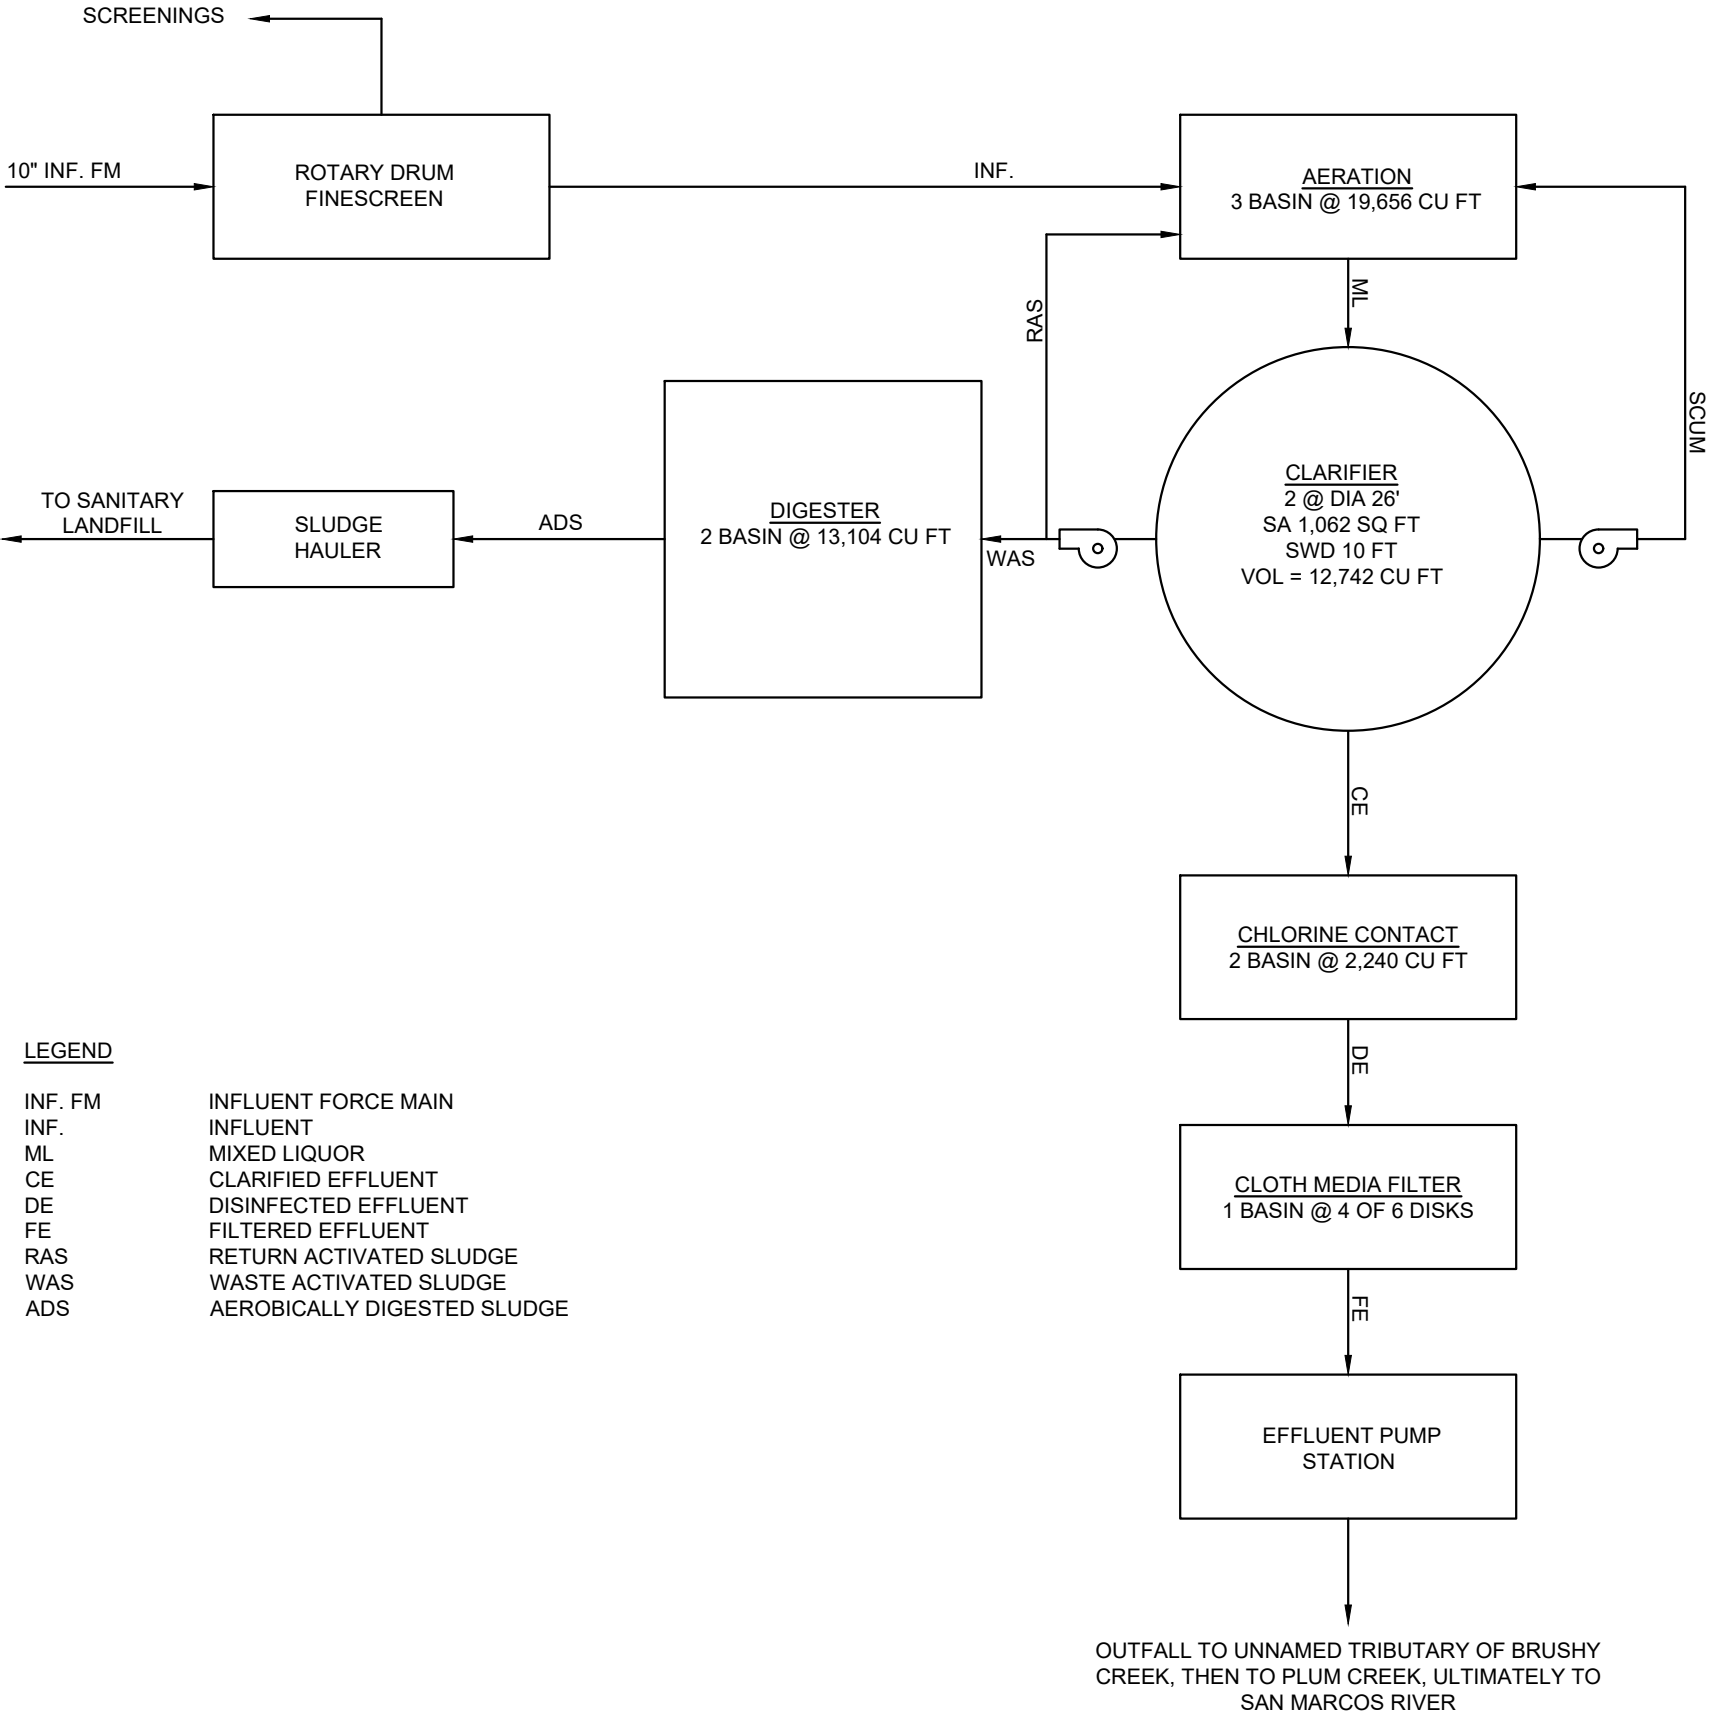 SCREENINGS
10" INF. FM
ROTARY DRUM
FINESCREEN
INF.
AERATION
3 BASIN @ 19,656 CU FT
RAS
ML
SCUM
CLARIFIER
2 @ DIA 26'
SA 1,062 SQ FT
SWD 10 FT
VOL = 12,742 CU FT
WAS
DIGESTER
2 BASIN @ 13,104 CU FT
ADS
SLUDGE
HAULER
TO SANITARY
LANDFILL
CE
CHLORINE CONTACT
2 BASIN @ 2,240 CU FT
DE
CLOTH MEDIA FILTER
1 BASIN @ 4 OF 6 DISKS
FE
EFFLUENT PUMP
STATION
OUTFALL TO UNNAMED TRIBUTARY OF BRUSHY
CREEK, THEN TO PLUM CREEK, ULTIMATELY TO
SAN MARCOS RIVER
LEGEND
INF. FM INFLUENT FORCE MAIN
INF. INFLUENT
ML MIXED LIQUOR
CE CLARIFIED EFFLUENT
DE DISINFECTED EFFLUENT
FE FILTERED EFFLUENT
RAS RETURN ACTIVATED SLUDGE
WAS WASTE ACTIVATED SLUDGE
ADS AEROBICALLY DIGESTED SLUDGE